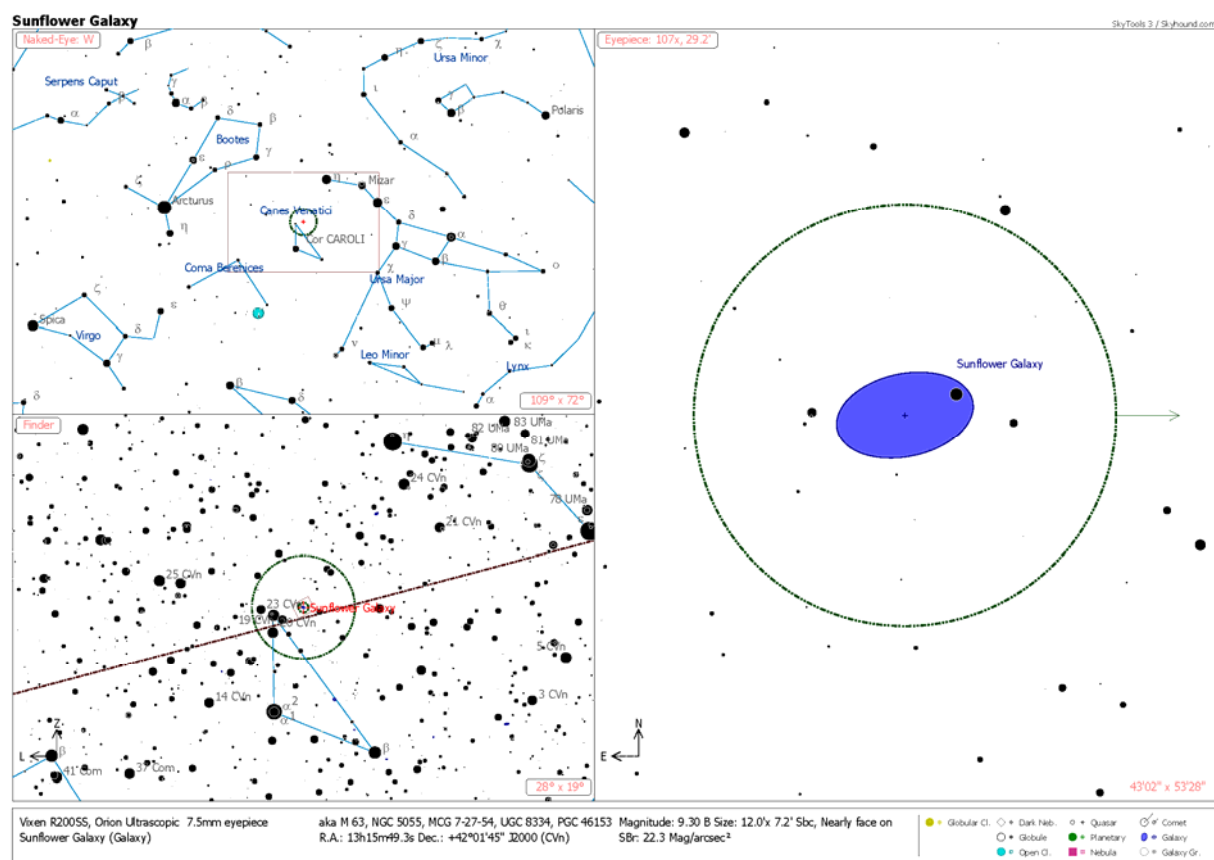 Sunflower Galaxy
SkyTools 3 / Skyhound.com
Naked-Eye: W
β
ζ
χ
η
Ursa Minor
Serpens Caput
γ
ι
α
β
β
δ
γ
β
Polaris
α
β
Bootes
α
ε
ρ
γ
ζ
η
Mizar
Arcturus
ε
Canes Venatici
δ
η
Cor CAROLI
γ
α
β
ο
Coma Berenices
χ
Ursa Major
ζ
ε
ψ
θ
Spica
δ
Virgo
γ
ν
μ
λ
ι
κ
Leo Minor
Lynx
β
δ
α
δ
109° x 72°
Finder
83 UMa
82 UMa
81 UMa
η
80 UMa
ζ
24 CVn
78 UMa
ε
21 CVn
25 CVn
23 CVn
Sunflower Galaxy
19 CVn
20 CVn
5 CVn
14 CVn
3 CVn
α²
α¹
Z
L
β
β
41 Com
37 Com
28° x 19°
Eyepiece: 107x, 29.2'
Sunflower Galaxy
N
E
43'02" x 53'28"
Vixen R200SS, Orion Ultrascopic 7.5mm eyepiece
Sunflower Galaxy (Galaxy)
aka M 63, NGC 5055, MCG 7-27-54, UGC 8334, PGC 46153 Magnitude: 9.30 B Size: 12.0'x 7.2' Sbc, Nearly face on
R.A.: 13h15m49.3s Dec.: +42°01'45" J2000 (CVn) SBr: 22.3 Mag/arcsec²
Globular Cl. Dark Neb. Quasar Comet
Globule Planetary Galaxy
Open Cl. Nebula Galaxy Gr.